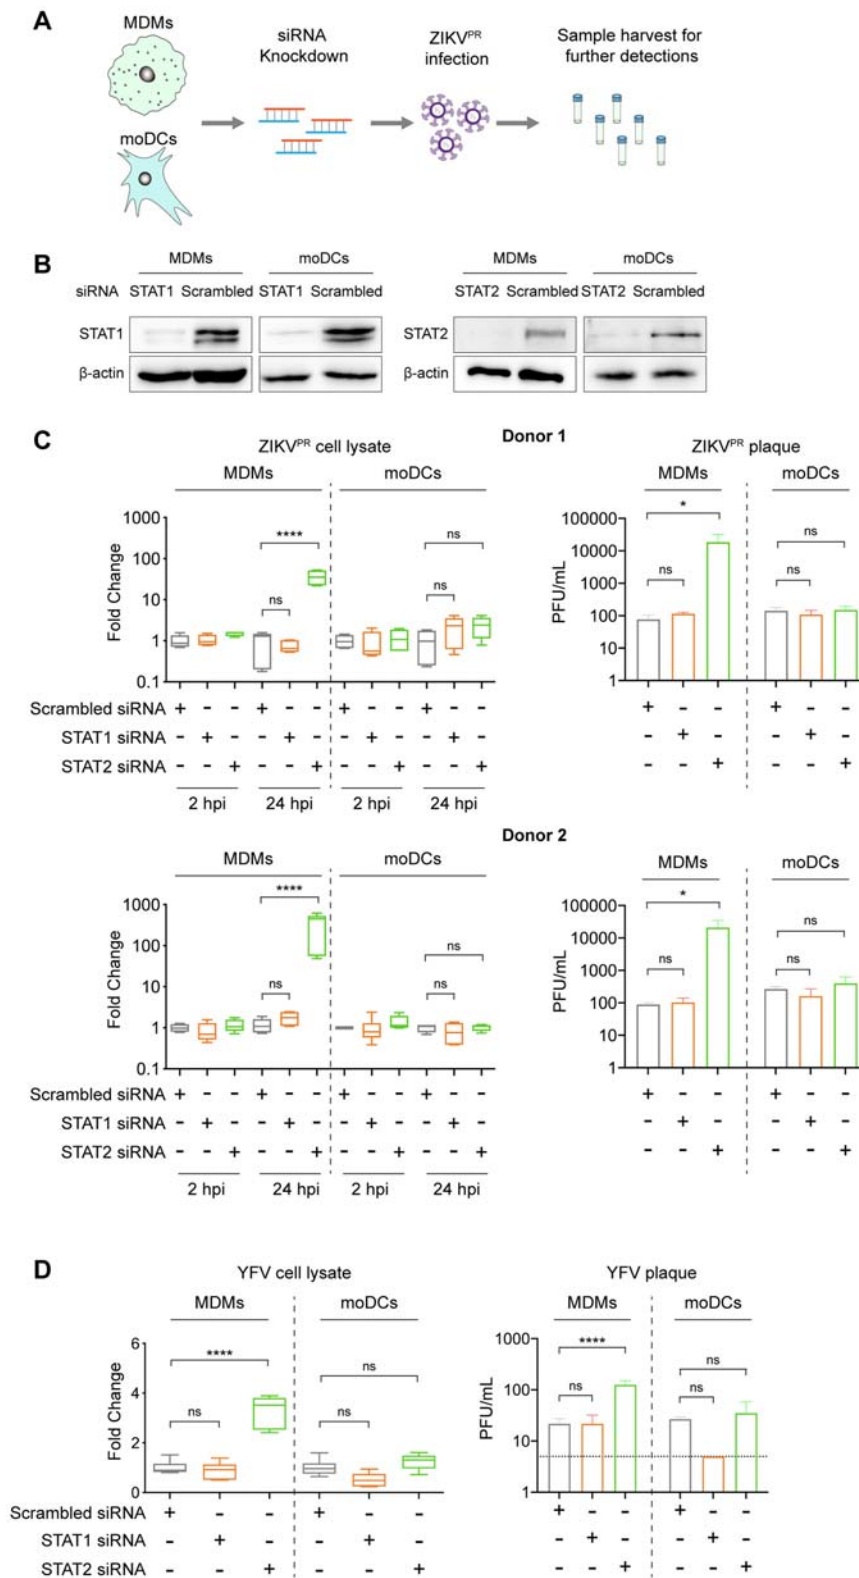 A
MDMs
moDCs
siRNA
Knockdown
ZIKVPR
infection
Sample harvest for
further detections
B
MDMs moDCs MDMs moDCs
siRNA STAT1 Scrambled STAT1 Scrambled STAT2 Scrambled STAT2 Scrambled
STAT1
β-actin
STAT2
β-actin
C
Donor 1
ZIKVPR cell lysate
MDMs moDCs
Fold Change
1000
100
10
1
0.1
**** ns ns ns
Scrambled siRNA + - - + - - + - - + - -
STAT1 siRNA - + - - + - - + - - + -
STAT2 siRNA - - + - - + - - + - - +
2 hpi 24 hpi 2 hpi 24 hpi
ZIKVPR plaque
MDMs moDCs
PFU/mL
100000
10000
1000
100
10
1
* ns ns ns
+ - - + - -
- + - - + -
- - + - - +
Donor 2
MDMs moDCs
Fold Change
1000
100
10
1
0.1
**** ns ns ns
Scrambled siRNA + - - + - - + - - + - -
STAT1 siRNA - + - - + - - + - - + -
STAT2 siRNA - - + - - + - - + - - +
2 hpi 24 hpi 2 hpi 24 hpi
MDMs moDCs
PFU/mL
100000
10000
1000
100
10
1
* ns ns ns
+ - - + - -
- + - - + -
- - + - - +
D
YFV cell lysate
MDMs moDCs
Fold Change
6
4
2
0
**** ns ns ns
Scrambled siRNA + - - + - -
STAT1 siRNA - + - - + -
STAT2 siRNA - - + - - +
YFV plaque
MDMs moDCs
PFU/mL
1000
100
10
1
**** ns ns ns
+ - - + - -
- + - - + -
- - + - - +